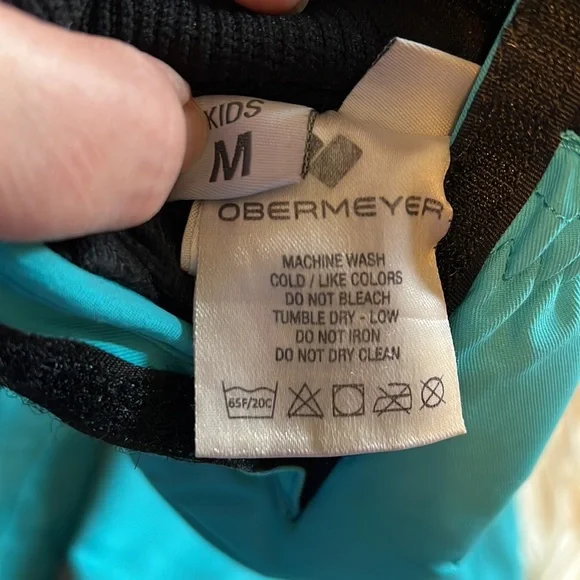 KIDS
M
OBERMEYER
MACHINE WASH
COLD / LIKE COLORS
DO NOT BLEACH
TUMBLE DRY - LOW
DO NOT IRON
DO NOT DRY CLEAN
65F/20C